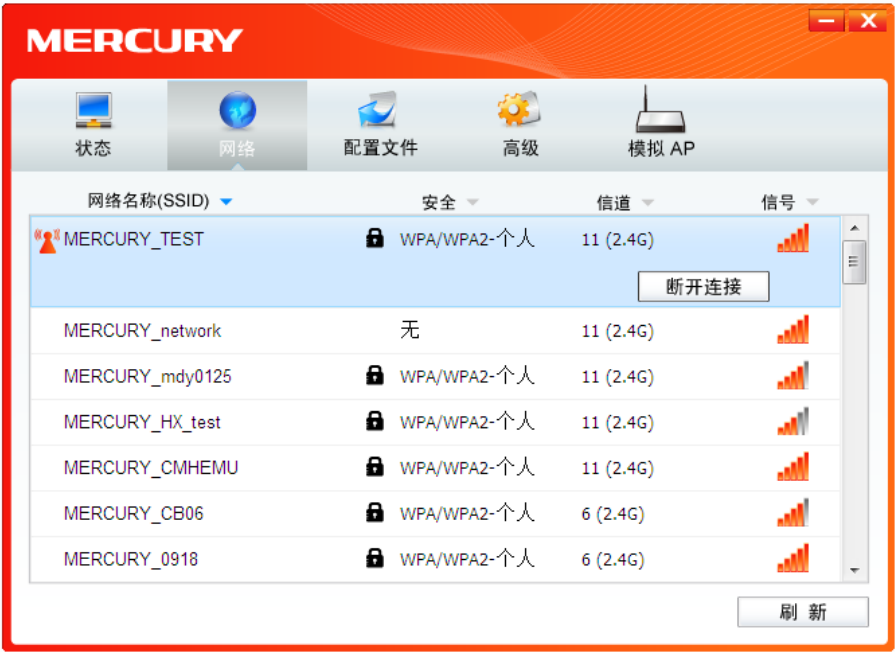 MERCURY
状态 网络 配置文件 高级 模拟 AP
网络名称(SSID) 安全 信道 信号
MERCURY_TEST WPA/WPA2-个人 11 (2.4G)
断开连接
MERCURY_network 无 11 (2.4G)
MERCURY_mdy0125 WPA/WPA2-个人 11 (2.4G)
MERCURY_HX_test WPA/WPA2-个人 11 (2.4G)
MERCURY_CMHEMU WPA/WPA2-个人 11 (2.4G)
MERCURY_CB06 WPA/WPA2-个人 6 (2.4G)
MERCURY_0918 WPA/WPA2-个人 6 (2.4G)
刷 新